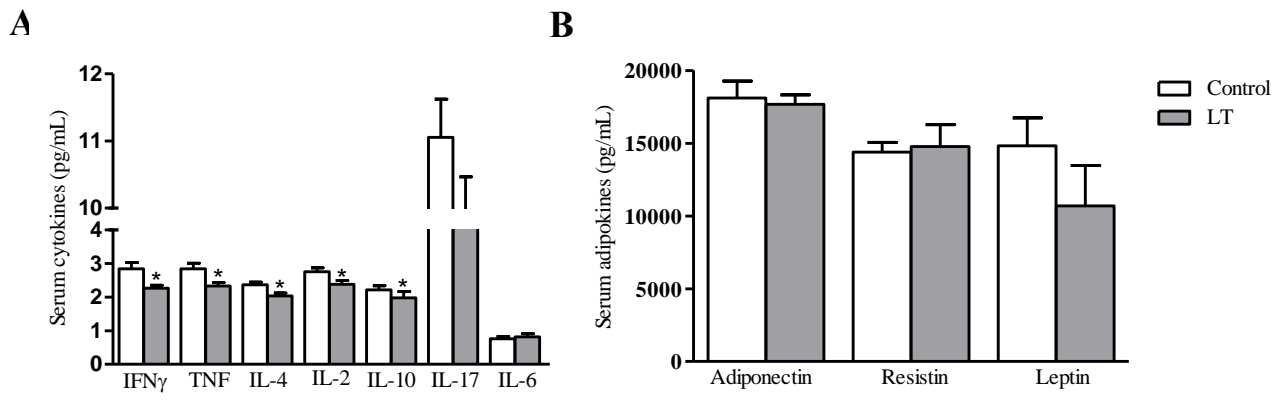 A
B
Serum cytokines (pg/mL)
12
11
10
4
3
2
1
0
* * * * *
IFNγ TNF IL-4 IL-2 IL-10 IL-17 IL-6
Serum adipokines (pg/mL)
20000
15000
10000
5000
0
Adiponectin Resistin Leptin
Control
LT